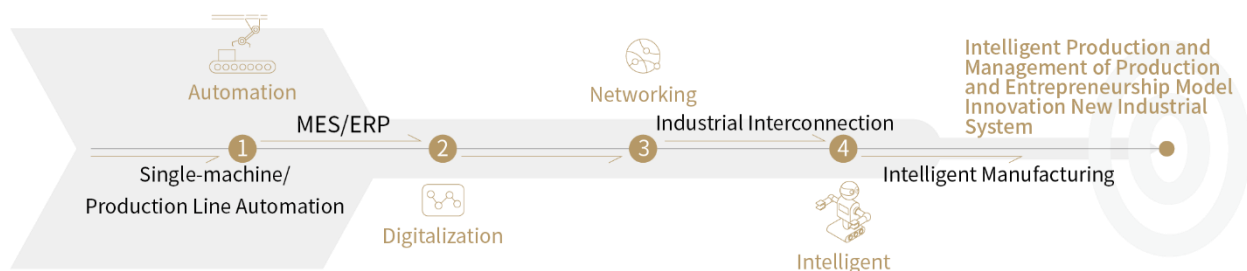 Automation
1
Single-machine/
Production Line Automation
MES/ERP
2
Digitalization
Networking
3
Industrial Interconnection
4
Intelligent
Intelligent Manufacturing
Intelligent Production and
Management of Production
and Entrepreneurship Model
Innovation New Industrial
System